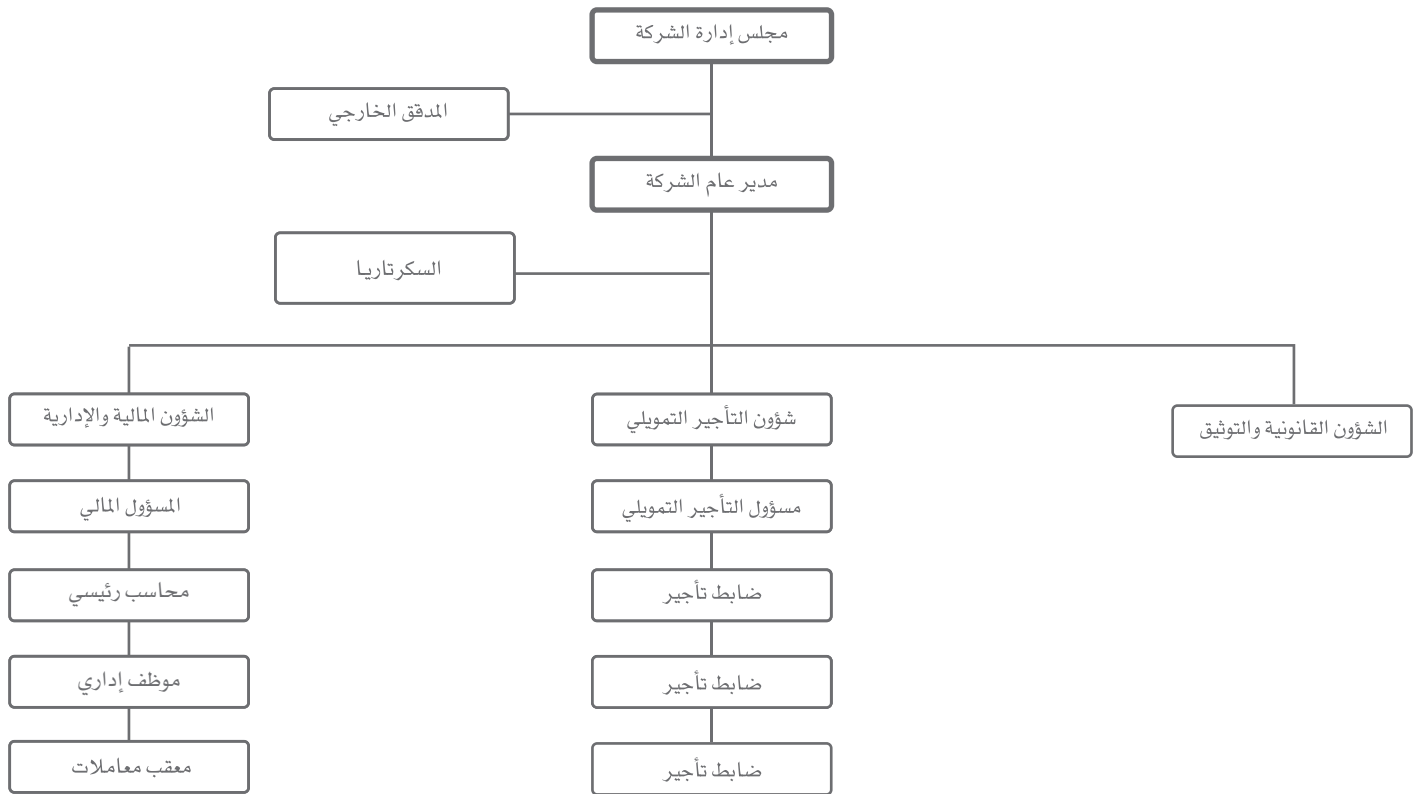 مجلس إدارة الشركة
المدقق الخارجي
مدير عام الشركة
السكرتاريا
الشؤون القانونية والتوثيق
شؤون التأجير التمويلي
الشؤون المالية والإدارية
مسؤول التأجير التمويلي
المسؤول المالي
ضابط تأجير
محاسب رئيسي
ضابط تأجير
موظف إداري
ضابط تأجير
معقب معاملات